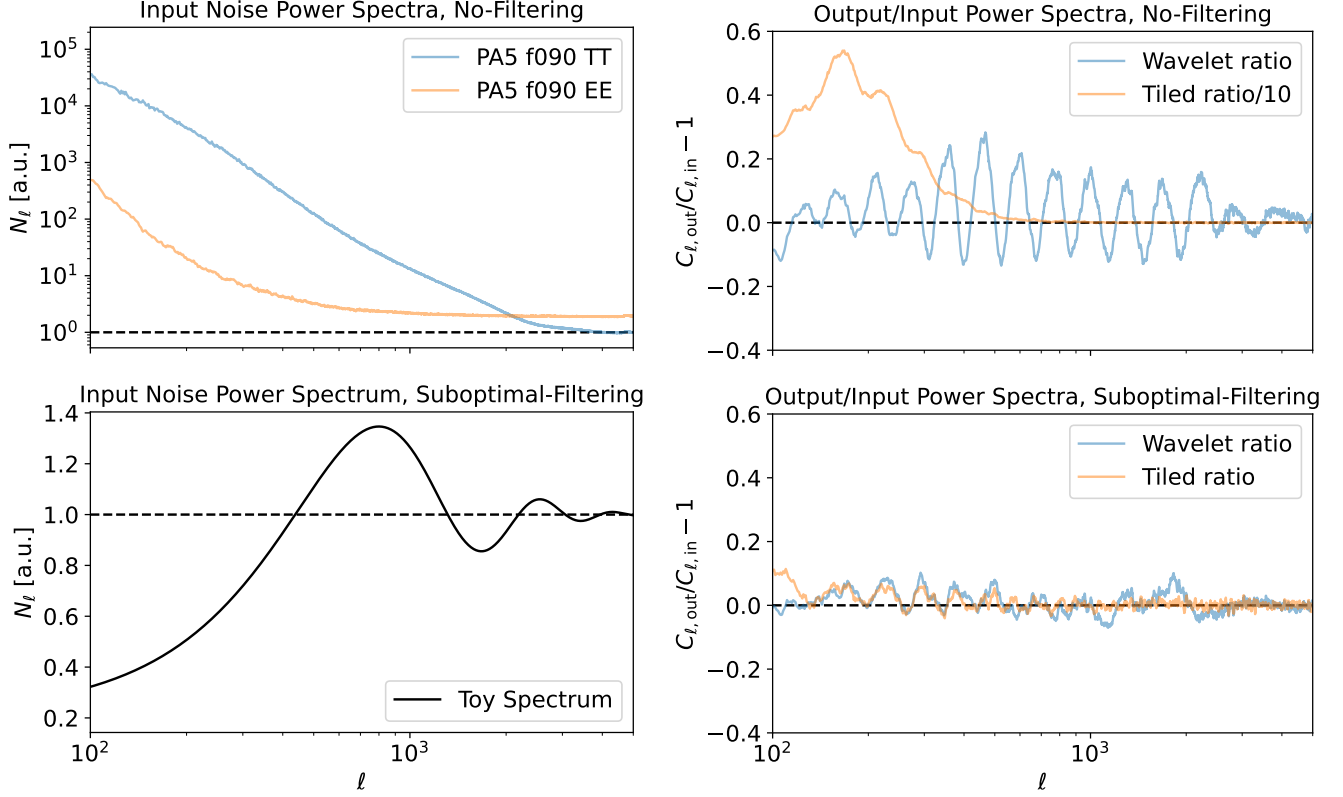 Input Noise Power Spectra, No-Filtering
10^5
10^4
10^3
10^2
10^1
10^0
N_ℓ [a.u.]
PA5 f090 TT
PA5 f090 EE
Output/Input Power Spectra, No-Filtering
0.6
0.4
0.2
0.0
−0.2
−0.4
C_ℓ,out/C_ℓ,in − 1
Wavelet ratio
Tiled ratio/10
Input Noise Power Spectrum, Suboptimal-Filtering
1.4
1.2
1.0
0.8
0.6
0.4
0.2
N_ℓ [a.u.]
Toy Spectrum
10^2
10^3
ℓ
Output/Input Power Spectra, Suboptimal-Filtering
0.6
0.4
0.2
0.0
−0.2
−0.4
C_ℓ,out/C_ℓ,in − 1
Wavelet ratio
Tiled ratio
10^2
10^3
ℓ